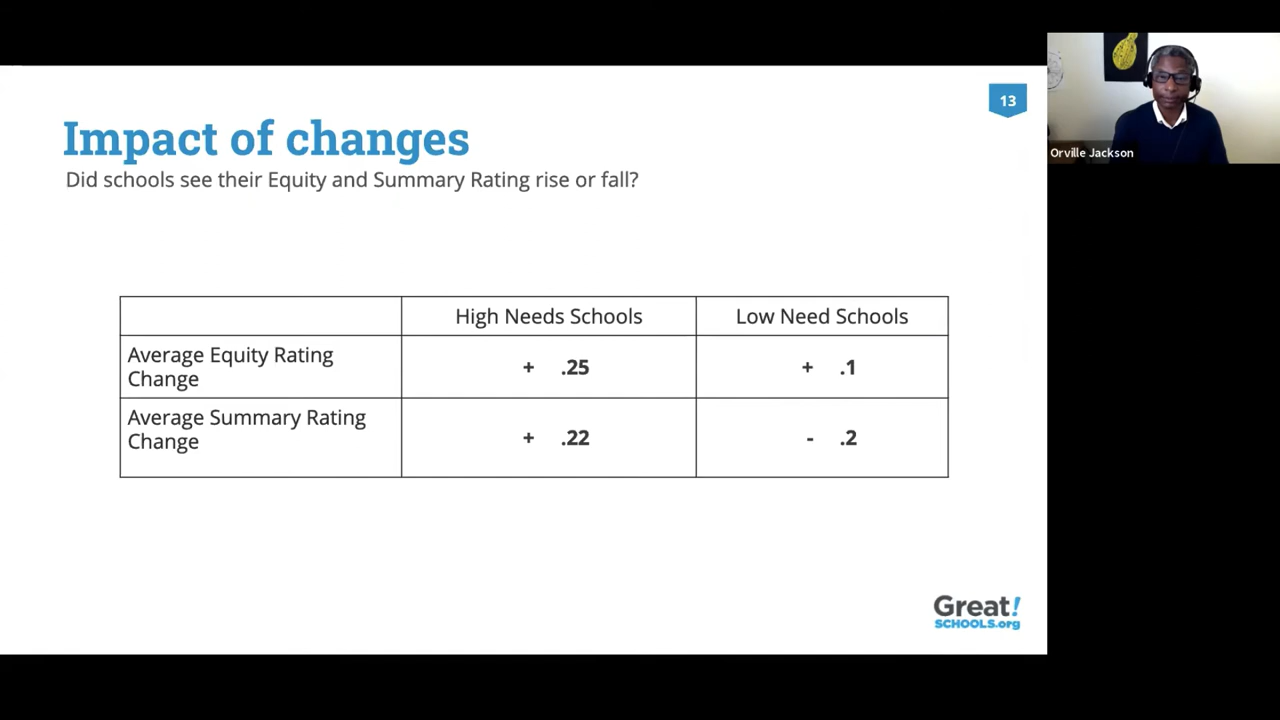 13
Impact of changes
Did schools see their Equity and Summary Rating rise or fall?
High Needs Schools
Low Need Schools
Average Equity Rating
Change
+ .25
+ .1
Average Summary Rating
Change
+ .22
- .2
Great!
SCHOOLS.org
Orville Jackson